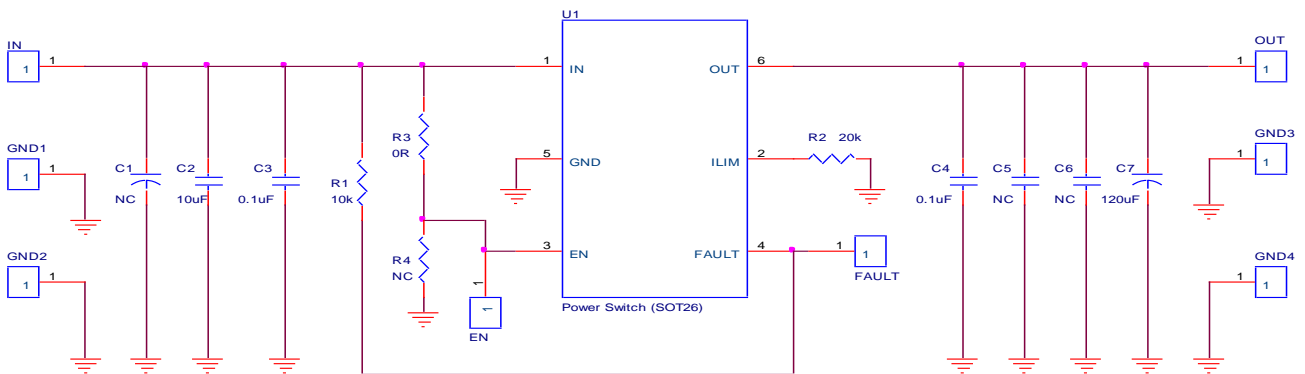 U1
IN
1
1
1
IN
OUT
6
OUT
1
1
R3
0R
R2 20k
GND1
1
1
5
GND
ILIM
2
GND3
1
1
C1
NC
C2
10uF
C3
0.1uF
R1
10k
C4
0.1uF
C5
NC
C6
NC
C7
120uF
R4
NC
3
EN
FAULT
4
1
1
FAULT
GND2
1
1
GND4
1
1
1
1
EN
Power Switch (SOT26)